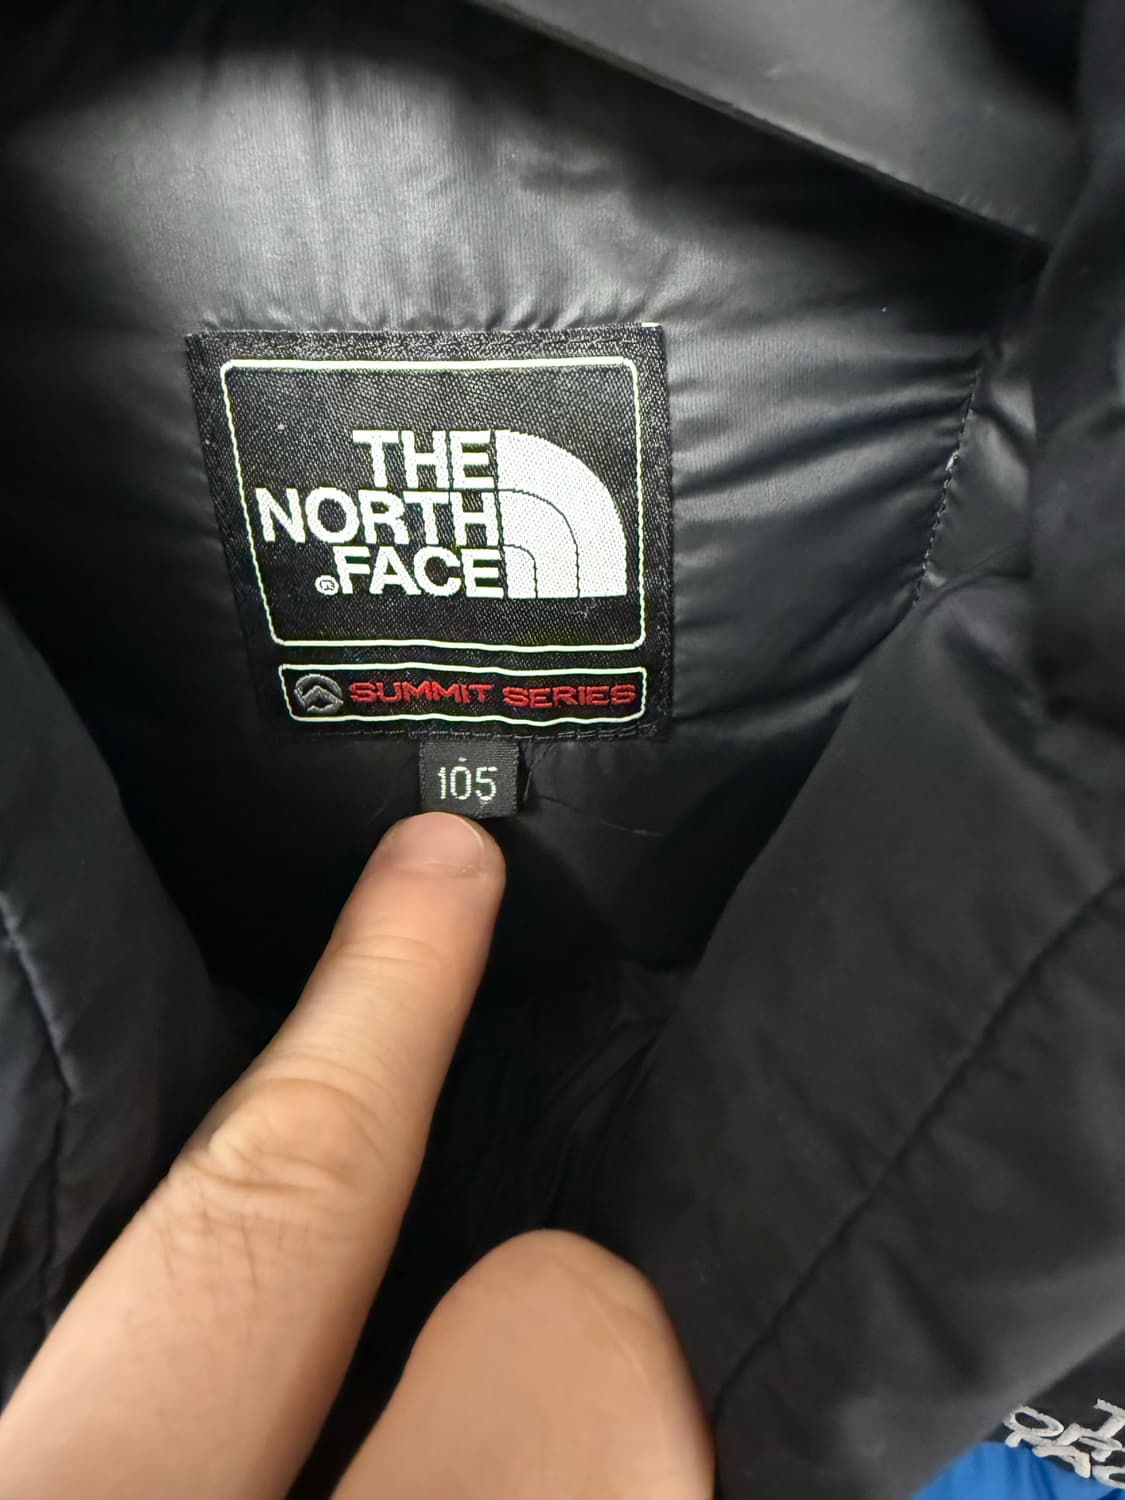 THE
NORTH
®FACE
SUMMIT SERIES
105